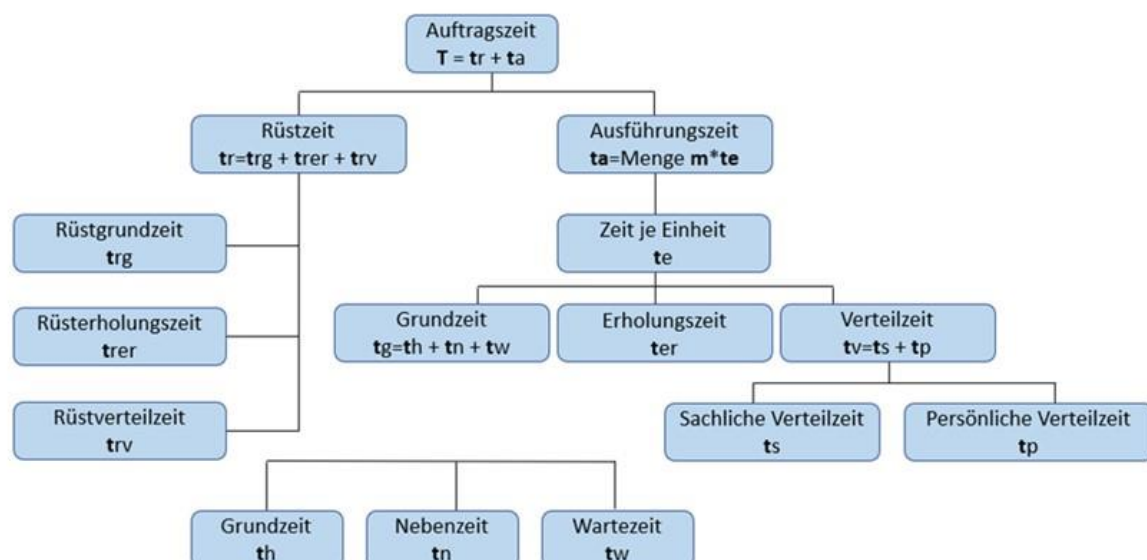 Auftragszeit
T = tr + ta
Rüstzeit
tr=trg + trer + trv
Ausführungszeit
ta=Menge m*te
Rüstgrundzeit
trg
Zeit je Einheit
te
Rüsterholungszeit
trer
Grundzeit
tg=th + tn + tw
Erholungszeit
ter
Verteilzeit
tv=ts + tp
Rüstverteilzeit
trv
Sachliche Verteilzeit
ts
Persönliche Verteilzeit
tp
Grundzeit
th
Nebenzeit
tn
Wartezeit
tw